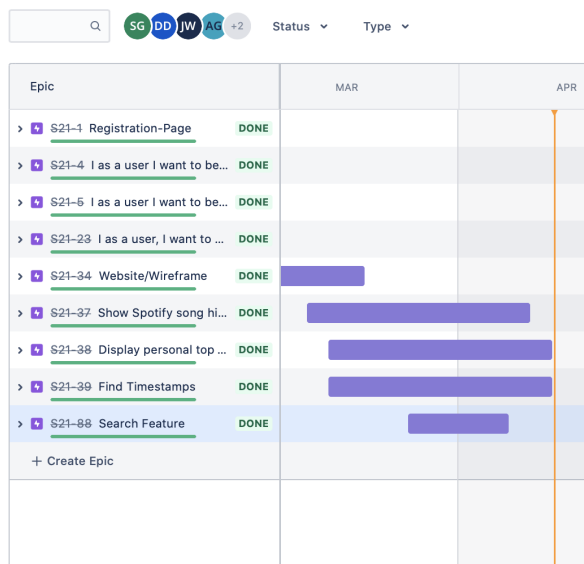 SG DD JW AG +2 Status Type
Epic MAR APR
S21-1 Registration-Page DONE
S21-4 I as a user I want to be... DONE
S21-5 I as a user I want to be... DONE
S21-23 I as a user, I want to ... DONE
S21-34 Website/Wireframe DONE
S21-37 Show Spotify song hi... DONE
S21-38 Display personal top ... DONE
S21-39 Find Timestamps DONE
S21-88 Search Feature DONE
+ Create Epic